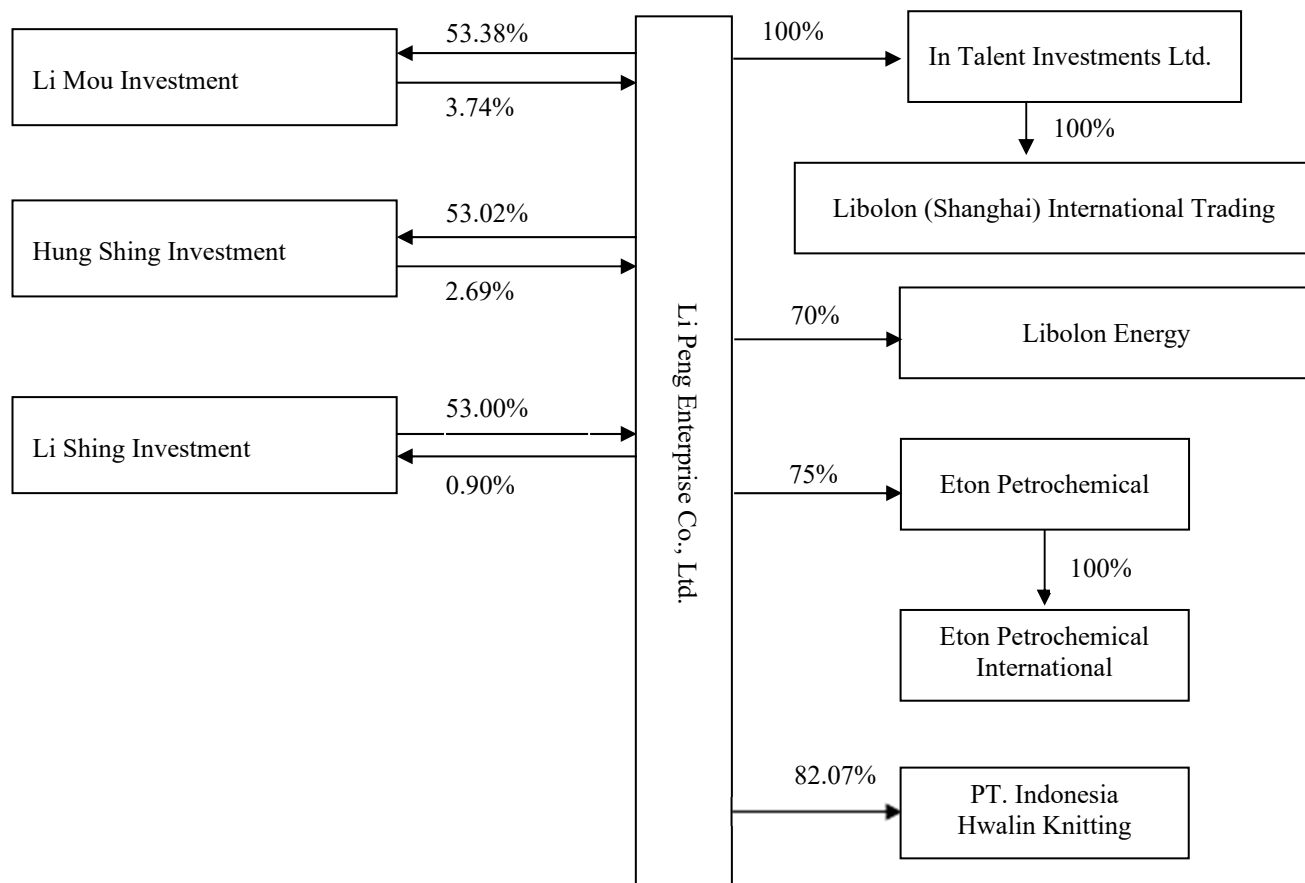 53.38%
Li Mou Investment
3.74%
53.02%
Hung Shing Investment
2.69%
53.00%
Li Shing Investment
0.90%
Li Peng Enterprise Co., Ltd.
100%
In Talent Investments Ltd.
100%
Libolon (Shanghai) International Trading
70%
Libolon Energy
75%
Eton Petrochemical
100%
Eton Petrochemical
International
82.07%
PT. Indonesia
Hwalin Knitting